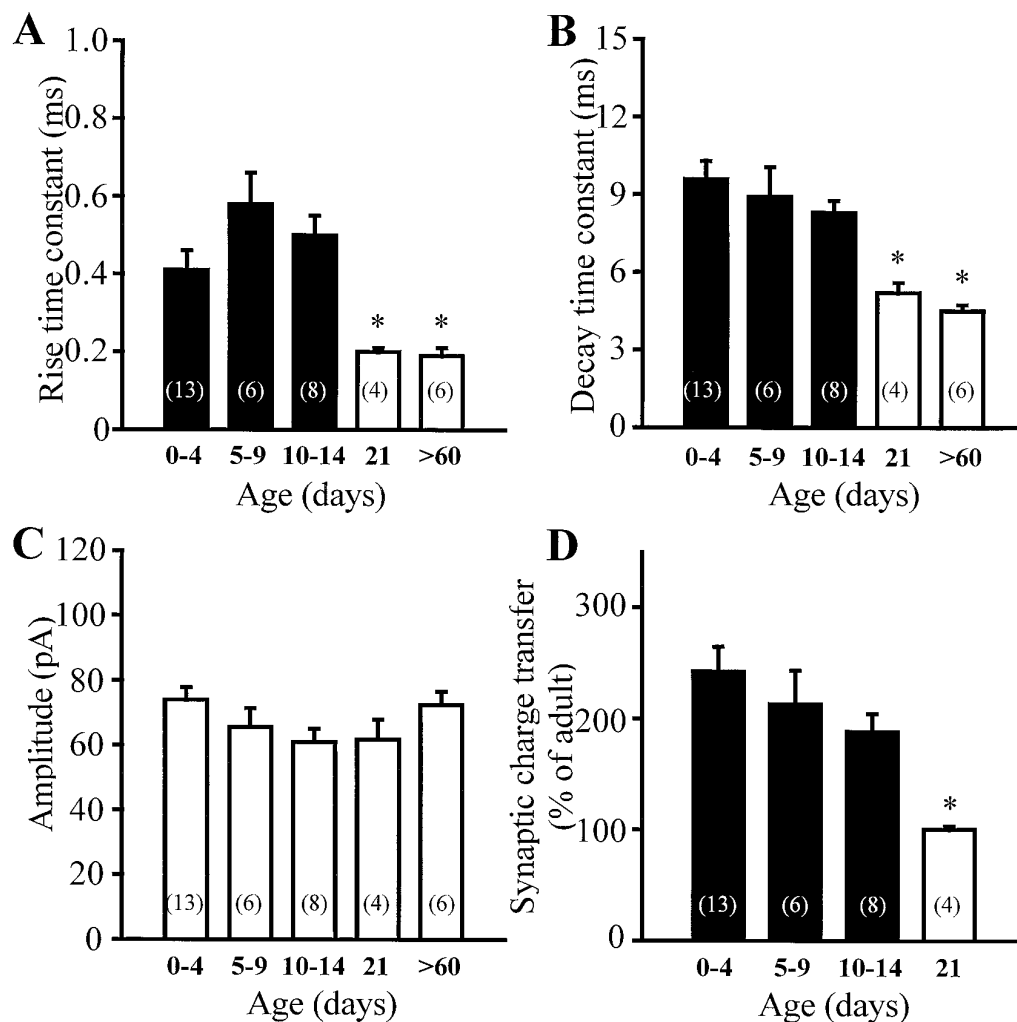 A
Rise time constant (ms)
1.0
0.8
0.6
0.4
0.2
0
(13) (6) (8) (4) (6)
* *
0-4 5-9 10-14 21 >60
Age (days)
B
Decay time constant (ms)
15
12
9
6
3
0
(13) (6) (8) (4) (6)
* *
0-4 5-9 10-14 21 >60
Age (days)
C
Amplitude (pA)
120
100
80
60
40
20
0
(13) (6) (8) (4) (6)
0-4 5-9 10-14 21 >60
Age (days)
D
Synaptic charge transfer
(% of adult)
300
200
100
0
(13) (6) (8) (4)
*
0-4 5-9 10-14 21
Age (days)